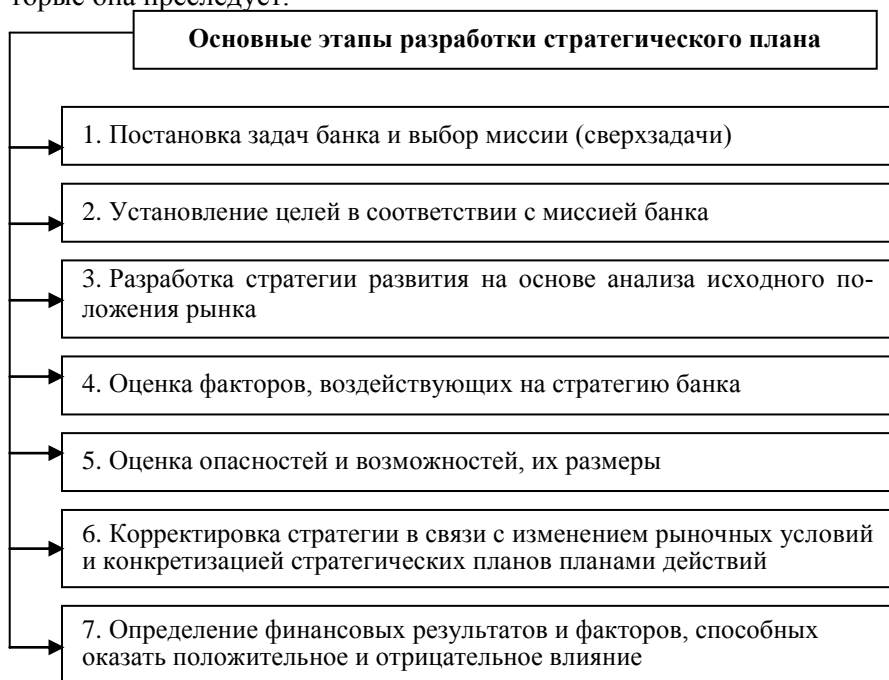 торые она преследует.
Основные этапы разработки стратегического плана
1. Постановка задач банка и выбор миссии (сверхзадачи)
2. Установление целей в соответствии с миссией банка
3. Разработка стратегии развития на основе анализа исходного по-
ложения рынка
4. Оценка факторов, воздействующих на стратегию банка
5. Оценка опасностей и возможностей, их размеры
6. Корректировка стратегии в связи с изменением рыночных условий
и конкретизацией стратегических планов планами действий
7. Определение финансовых результатов и факторов, способных
оказать положительное и отрицательное влияние